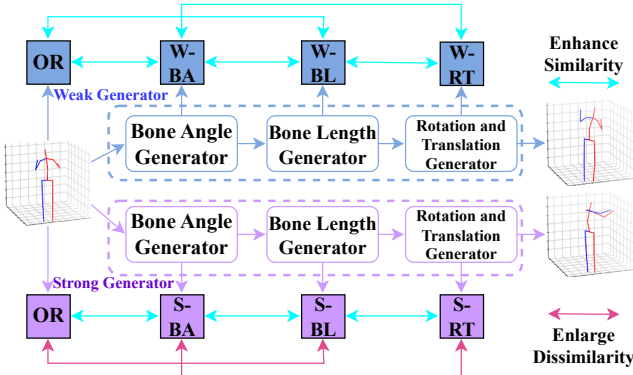 OR
W-
BA
W-
BL
W-
RT
Enhance
Similarity
Weak Generator
Bone Angle
Generator
Bone Length
Generator
Rotation and
Translation
Generator
Bone Angle
Generator
Bone Length
Generator
Rotation and
Translation
Generator
Strong Generator
OR
S-
BA
S-
BL
S-
RT
Enlarge
Dissimilarity